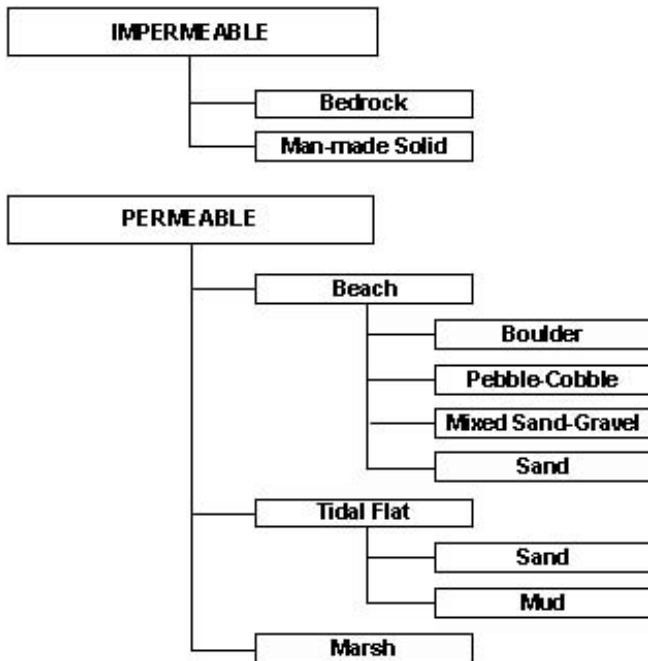 IMPERMEABLE
Bedrock
Man-made Solid
PERMEABLE
Beach
Boulder
Pebble-Cobble
Mixed Sand-Gravel
Sand
Tidal Flat
Sand
Mud
Marsh